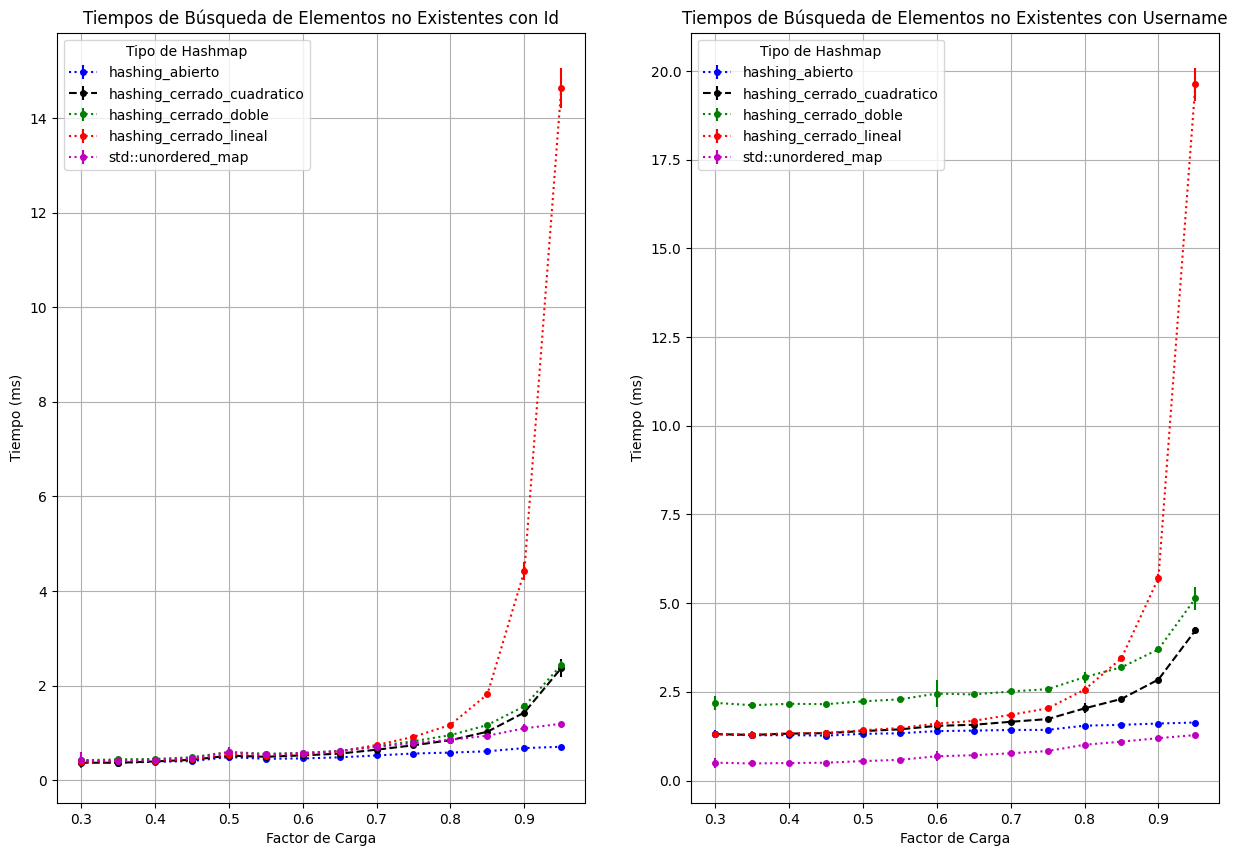 Tiempos de Búsqueda de Elementos no Existentes con Id
Tipo de Hashmap
hashing_abierto
hashing_cerrado_cuadratico
hashing_cerrado_doble
hashing_cerrado_lineal
std::unordered_map
14
12
10
8
6
4
2
0
Tiempo (ms)
0.3 0.4 0.5 0.6 0.7 0.8 0.9
Factor de Carga
Tiempos de Búsqueda de Elementos no Existentes con Username
Tipo de Hashmap
hashing_abierto
hashing_cerrado_cuadratico
hashing_cerrado_doble
hashing_cerrado_lineal
std::unordered_map
20.0
17.5
15.0
12.5
10.0
7.5
5.0
2.5
0.0
Tiempo (ms)
0.3 0.4 0.5 0.6 0.7 0.8 0.9
Factor de Carga